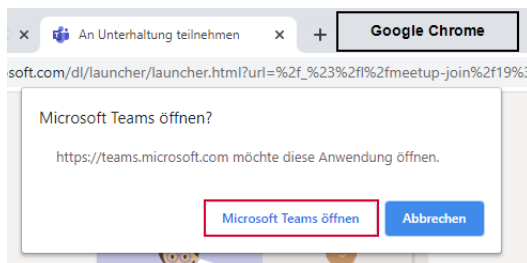 An Unterhaltung teilnehmen
Google Chrome
soft.com/dl/launcher/launcher.html?url=%2f_%23%2fl%2fmeetup-join%2f19%3
Microsoft Teams öffnen?
https://teams.microsoft.com möchte diese Anwendung öffnen.
Microsoft Teams öffnen
Abbrechen